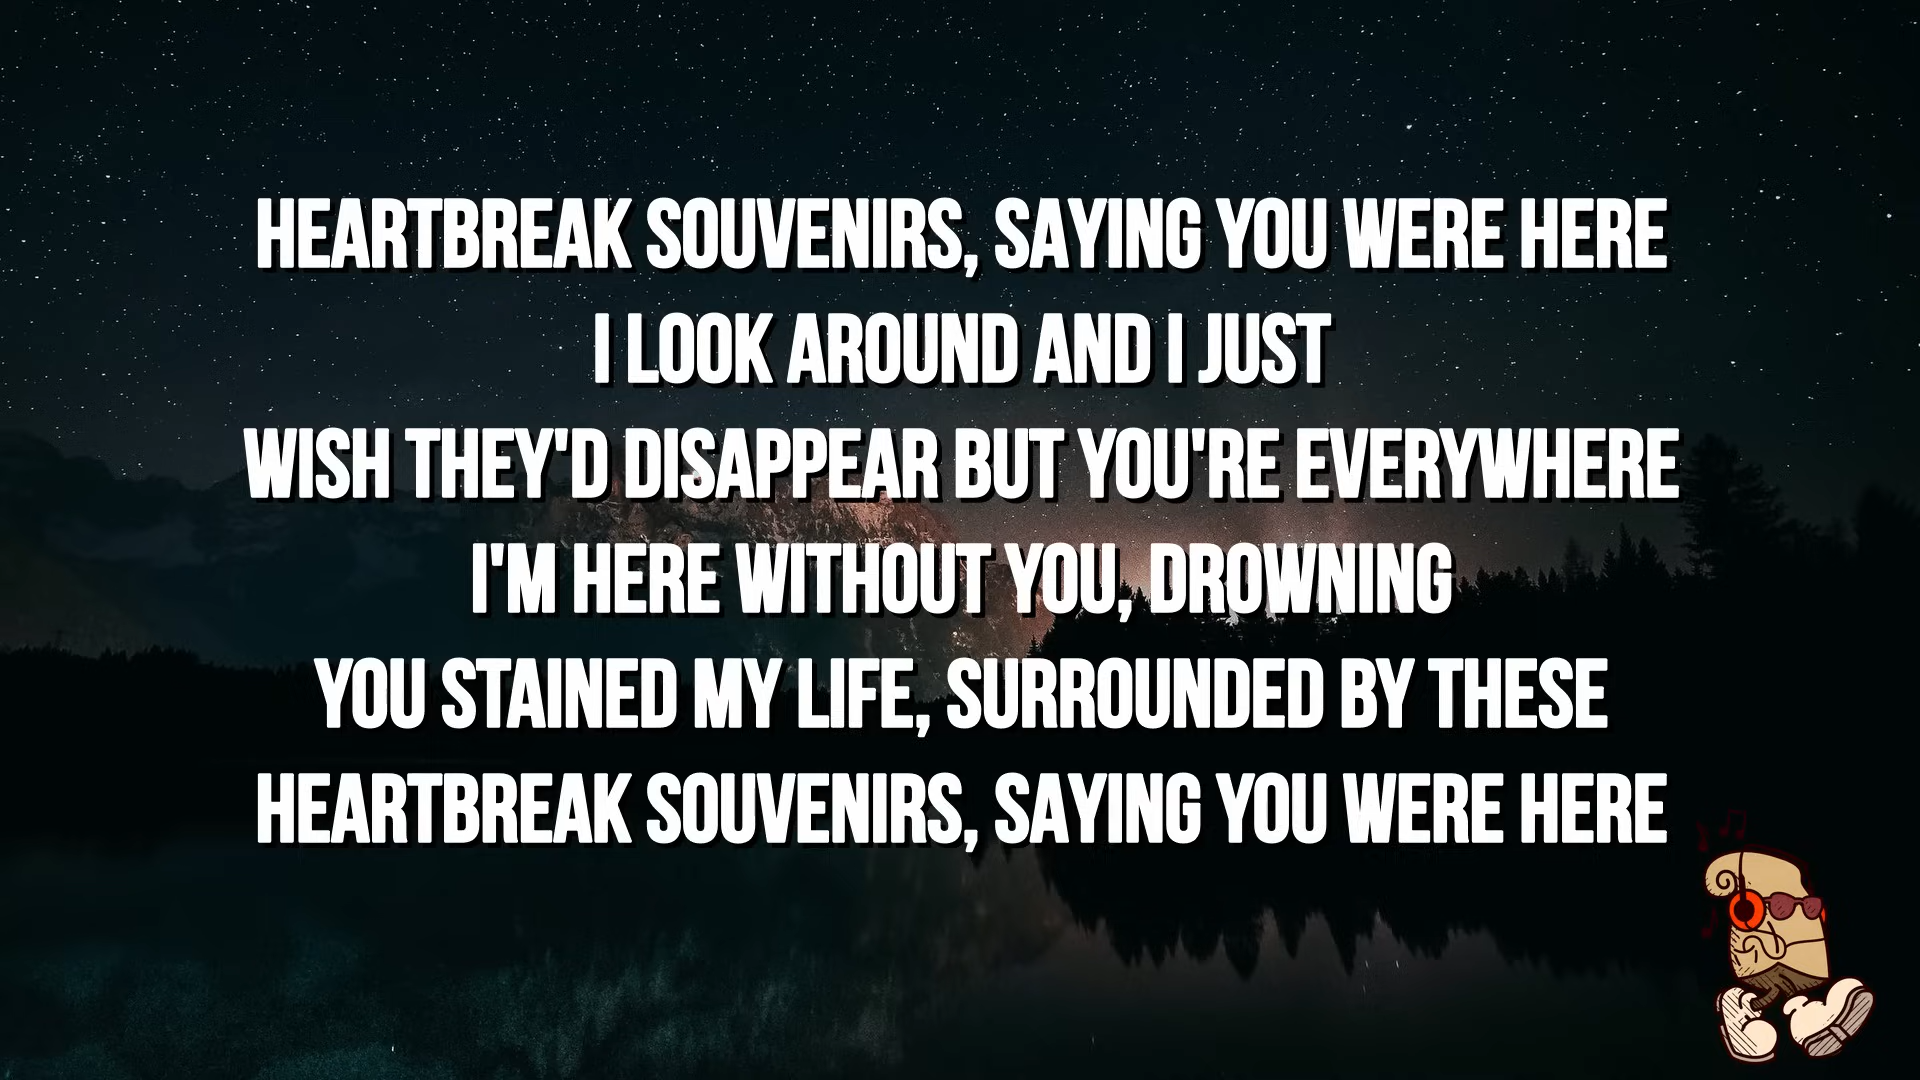 HEARTBREAK SOUVENIRS, SAYING YOU WERE HERE
I LOOK AROUND AND I JUST
WISH THEY'D DISAPPEAR BUT YOU'RE EVERYWHERE
I'M HERE WITHOUT YOU, DROWNING
YOU STAINED MY LIFE, SURROUNDED BY THESE
HEARTBREAK SOUVENIRS, SAYING YOU WERE HERE